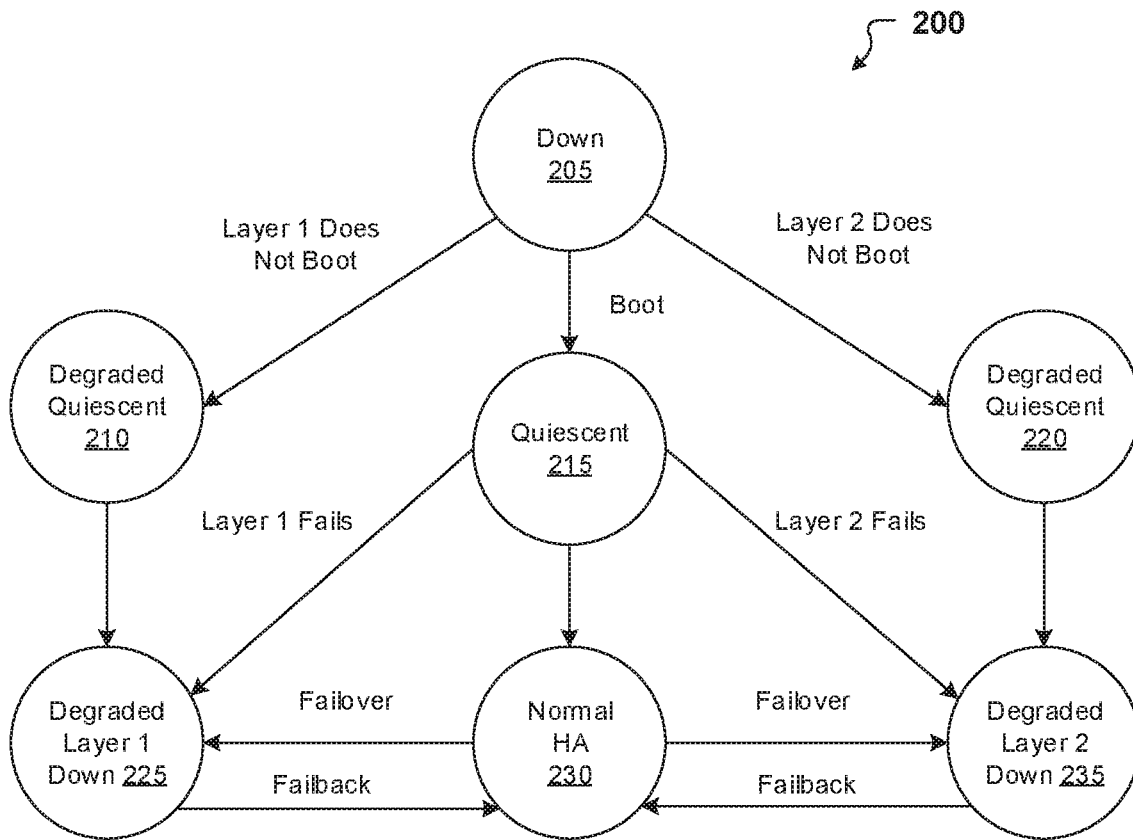 200
Down
205
Layer 1 Does
Not Boot
Layer 2 Does
Not Boot
Boot
Degraded
Quiescent
210
Quiescent
215
Degraded
Quiescent
220
Layer 1 Fails
Layer 2 Fails
Degraded
Layer 1
Down 225
Failover
Failback
Normal
HA
230
Failover
Failback
Degraded
Layer 2
Down 235